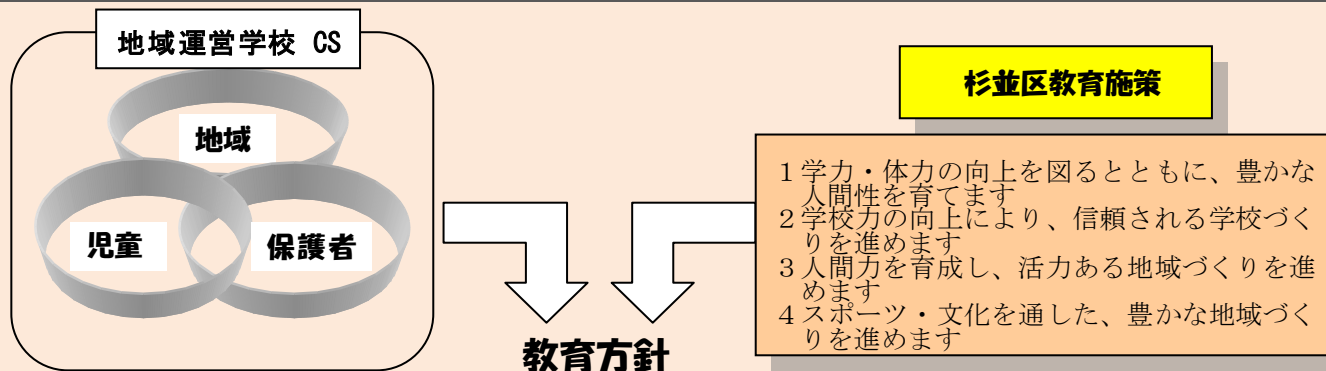 地域運営学校 CS
地域
児童
保護者
杉並区教育施策
1学力・体力の向上を図るとともに、豊かな
人間性を育てます
2学校力の向上により、信頼される学校づく
りを進めます
3人間力を育成し、活力ある地域づくりを進
めます
4スポーツ・文化を通した、豊かな地域づく
りを進めます
教育方針